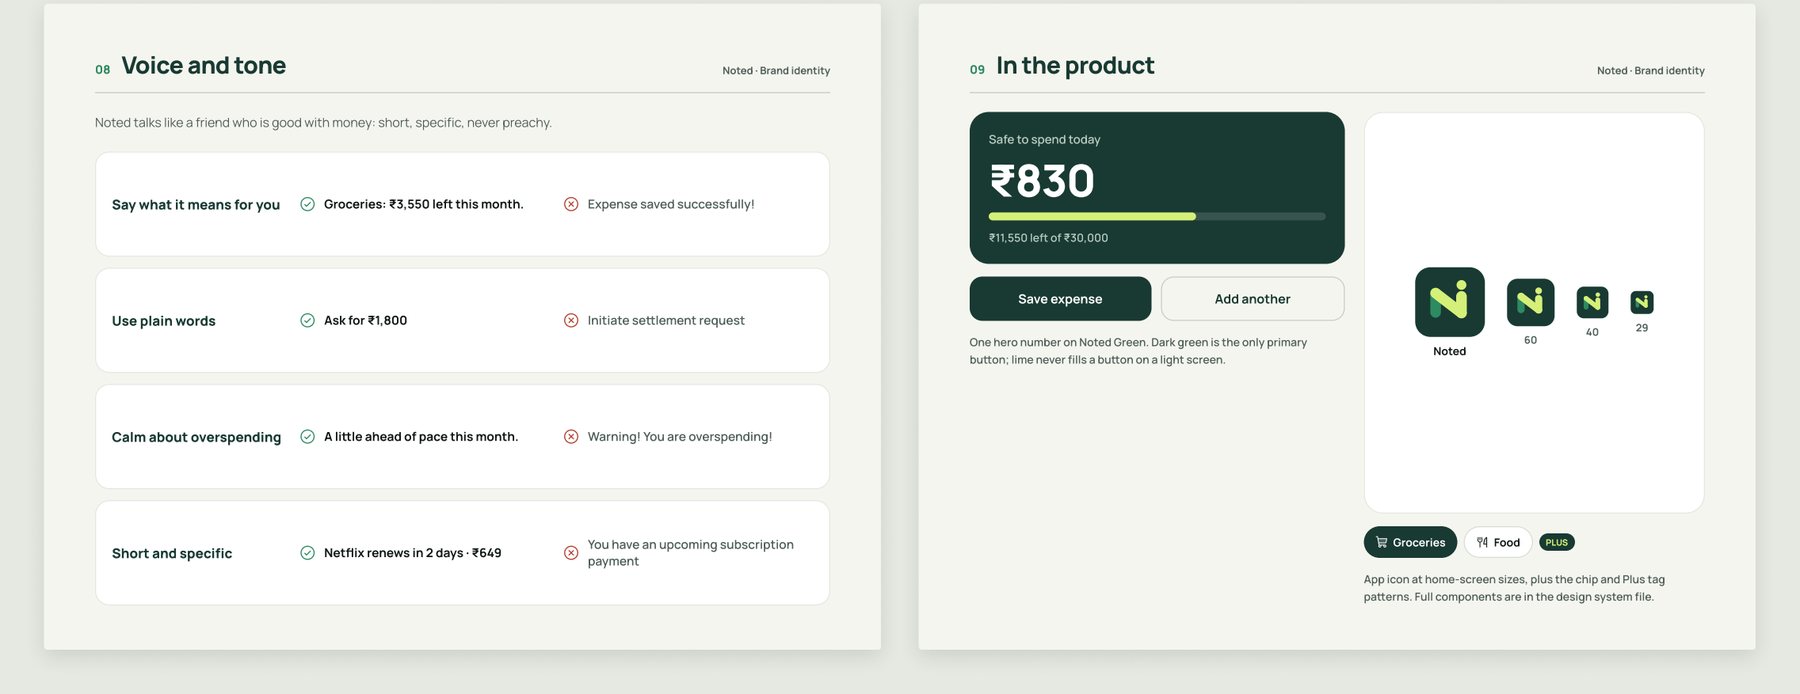 08 Voice and tone
Noted · Brand identity
Noted talks like a friend who is good with money: short, specific, never preachy.
Say what it means for you
Groceries: ₹3,550 left this month.
Expense saved successfully!
Use plain words
Ask for ₹1,800
Initiate settlement request
Calm about overspending
A little ahead of pace this month.
Warning! You are overspending!
Short and specific
Netflix renews in 2 days · ₹649
You have an upcoming subscription
payment
09 In the product
Noted · Brand identity
Safe to spend today
₹830
₹11,550 left of ₹30,000
Save expense
Add another
One hero number on Noted Green. Dark green is the only primary
button; lime never fills a button on a light screen.
Noted
60
40
29
Groceries
Food
PLUS
App icon at home-screen sizes, plus the chip and Plus tag
patterns. Full components are in the design system file.